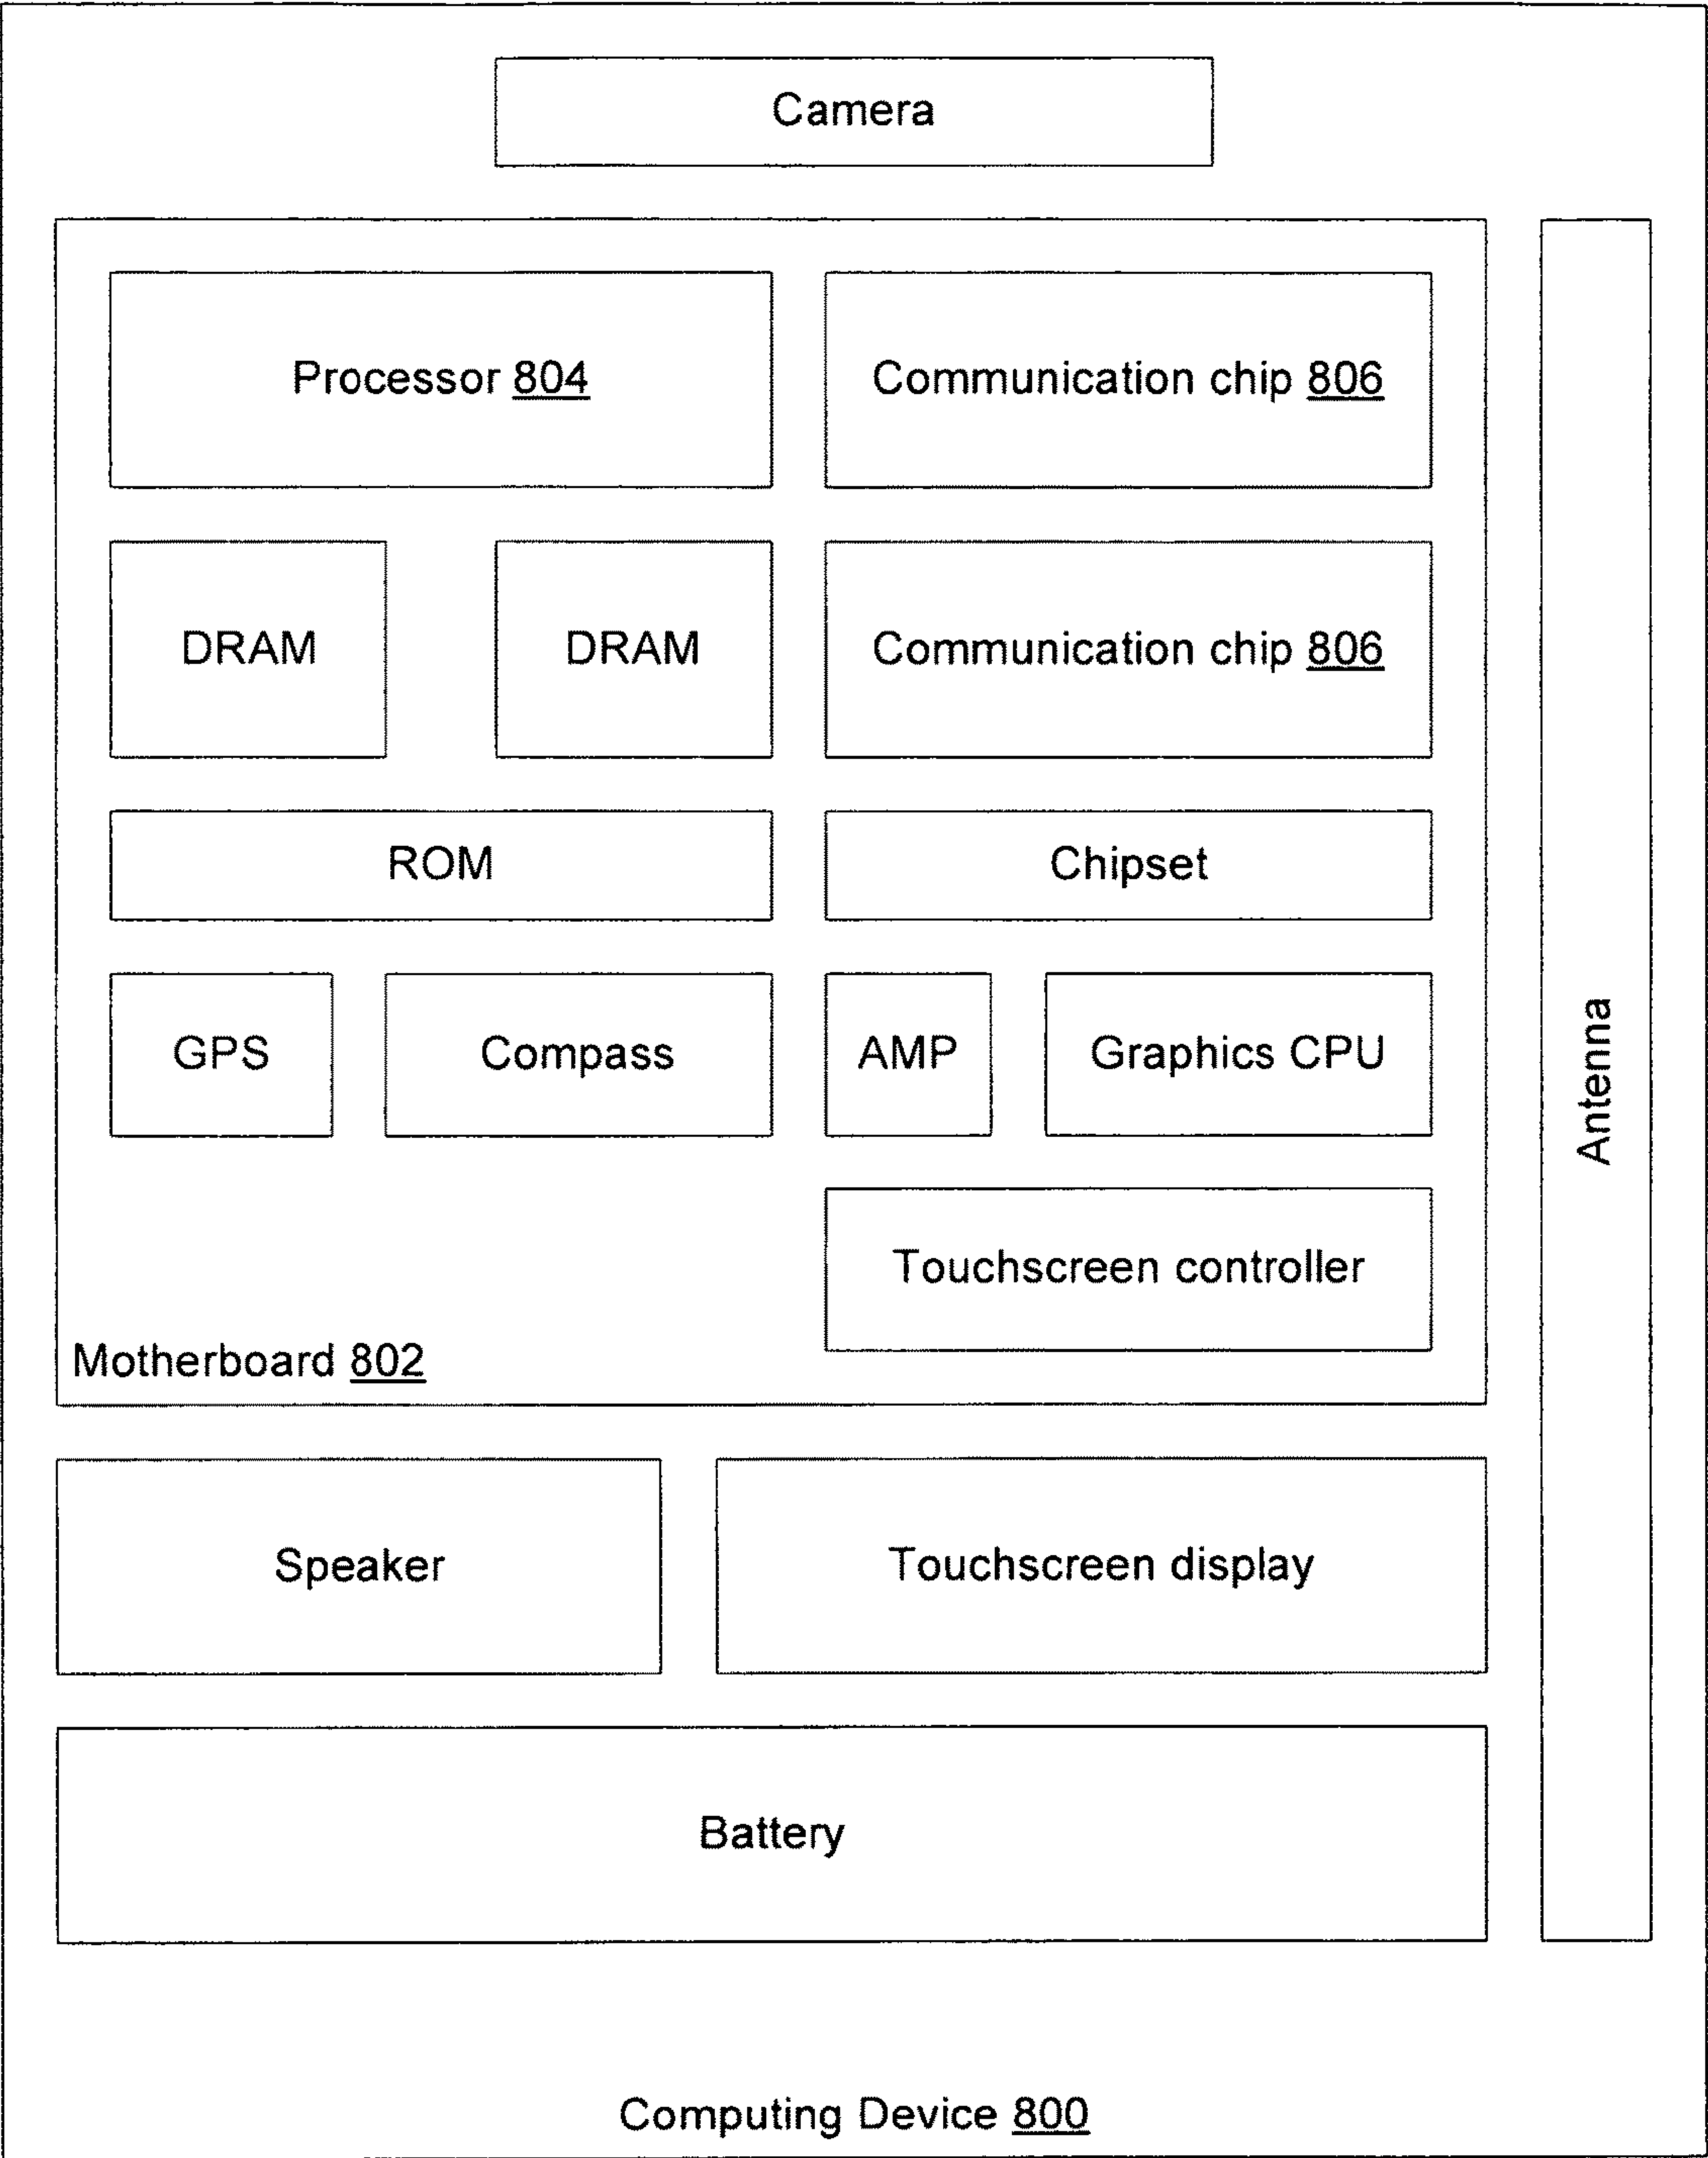 Camera
Processor 804
Communication chip 806
DRAM
DRAM
Communication chip 806
ROM
Chipset
GPS
Compass
AMP
Graphics CPU
Antenna
Touchscreen controller
Motherboard 802
Speaker
Touchscreen display
Battery
Computing Device 800